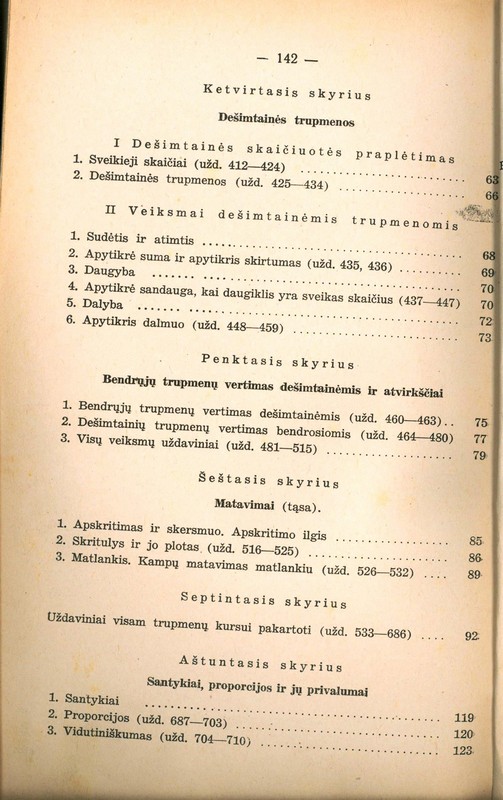 — 142 —
Ketvirtasis skyrius
Dešimtainės trupmenos
I Dešimtainės skaičiuotės praplėtimas
1. Sveikieji skaičiai (užd. 412—424) .................. 63
2. Dešimtainės trupmenos (užd. 425—434) .................. 66
II Veiksmai dešimtainėmis trupmenomis
1. Sudėtis ir atimtis .................. 68
2. Apytikrė suma ir apytikris skirtumas (užd. 435, 436) .......... 69
3. Daugyba .................. 70
4. Apytikrė sandauga, kai daugiklis yra sveikas skaičius (437—447) 70
5. Dalyba .................. 72
6. Apytikris dalmuo (užd. 448—459) .................. 73
Penktasis skyrius
Bendrųjų trupmenų vertimas dešimtainėmis ir atvirkščiai
1. Bendrųjų trupmenų vertimas dešimtainėmis (užd. 460—463) .. 75
2. Dešimtainių trupmenų vertimas bendrosiomis (užd. 464—480) 77
3. Visų veiksmų uždaviniai (užd. 481—515) .................. 79
Šeštasis skyrius
Matavimai (tąsa).
1. Apskritimas ir skersmuo. Apskritimo ilgis .................. 85
2. Skritulys ir jo plotas (užd. 516—525) .................. 86
3. Matlankis. Kampų matavimas matlankiu (užd. 526—532) .... 89
Septintasis skyrius
Uždaviniai visam trupmenų kursui pakartoti (užd. 533—686) .... 92
Aštuntasis skyrius
Santykiai, proporcijos ir jų privalumai
1. Santykiai .................. 119
2. Proporcijos (užd. 687—703) .................. 120
3. Vidutiniškumas (užd. 704—710) .................. 123